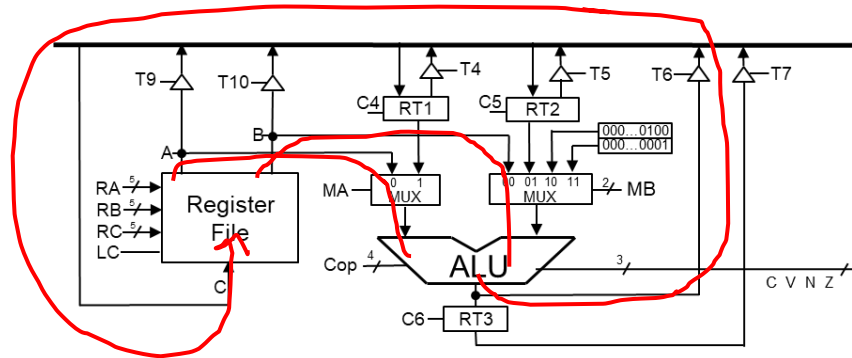 T9
T10
T4
T5
T6
T7
C4
RT1
C5
RT2
000...0100
000...0001
B
A
0 1
00 01 10 11
MA
MUX
MUX
2
MB
RA
5
RB
5
RC
5
LC
Register
File
C
Cop
4
ALU
3
C V N Z
C6
RT3